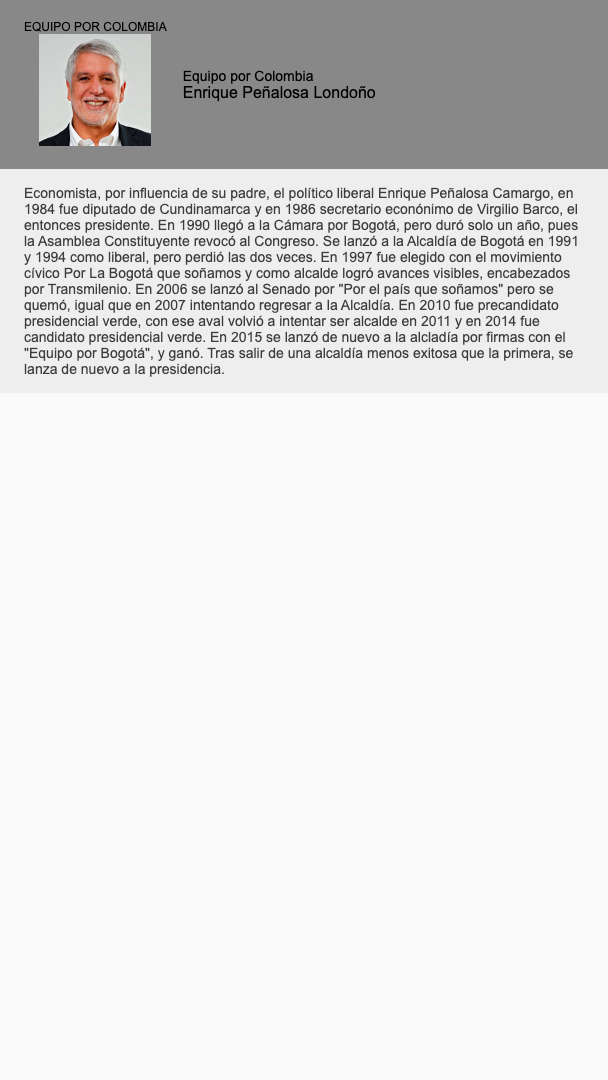 EQUIPO POR COLOMBIA
Equipo por Colombia
Enrique Peñalosa Londoño
Economista, por influencia de su padre, el político liberal Enrique Peñalosa Camargo, en
1984 fue diputado de Cundinamarca y en 1986 secretario econónimo de Virgilio Barco, el
entonces presidente. En 1990 llegó a la Cámara por Bogotá, pero duró solo un año, pues
la Asamblea Constituyente revocó al Congreso. Se lanzó a la Alcaldía de Bogotá en 1991
y 1994 como liberal, pero perdió las dos veces. En 1997 fue elegido con el movimiento
cívico Por La Bogotá que soñamos y como alcalde logró avances visibles, encabezados
por Transmilenio. En 2006 se lanzó al Senado por "Por el país que soñamos" pero se
quemó, igual que en 2007 intentando regresar a la Alcaldía. En 2010 fue precandidato
presidencial verde, con ese aval volvió a intentar ser alcalde en 2011 y en 2014 fue
candidato presidencial verde. En 2015 se lanzó de nuevo a la alcladía por firmas con el
"Equipo por Bogotá", y ganó. Tras salir de una alcaldía menos exitosa que la primera, se
lanza de nuevo a la presidencia.